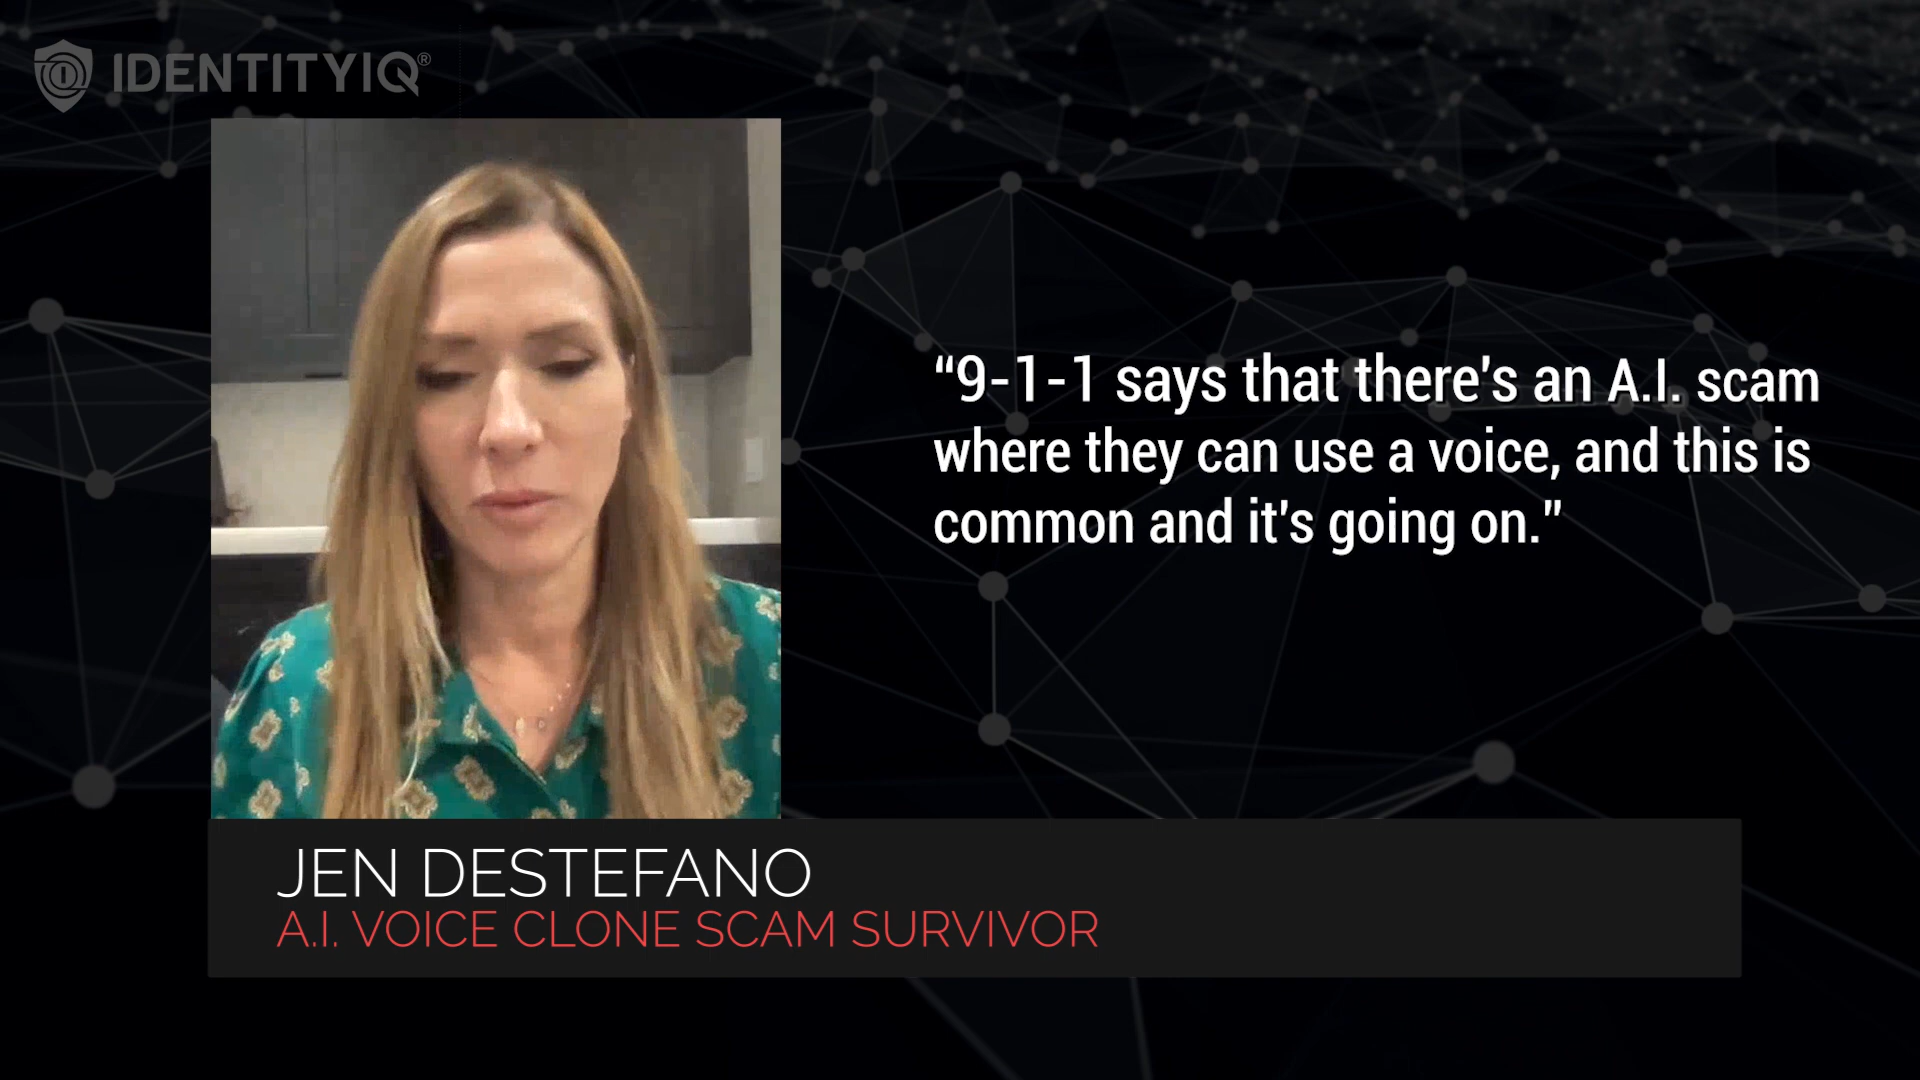 IDENTITYIQ®
“9-1-1 says that there's an A.I. scam
where they can use a voice, and this is
common and it's going on.”
JEN DESTEFANO
A.I. VOICE CLONE SCAM SURVIVOR